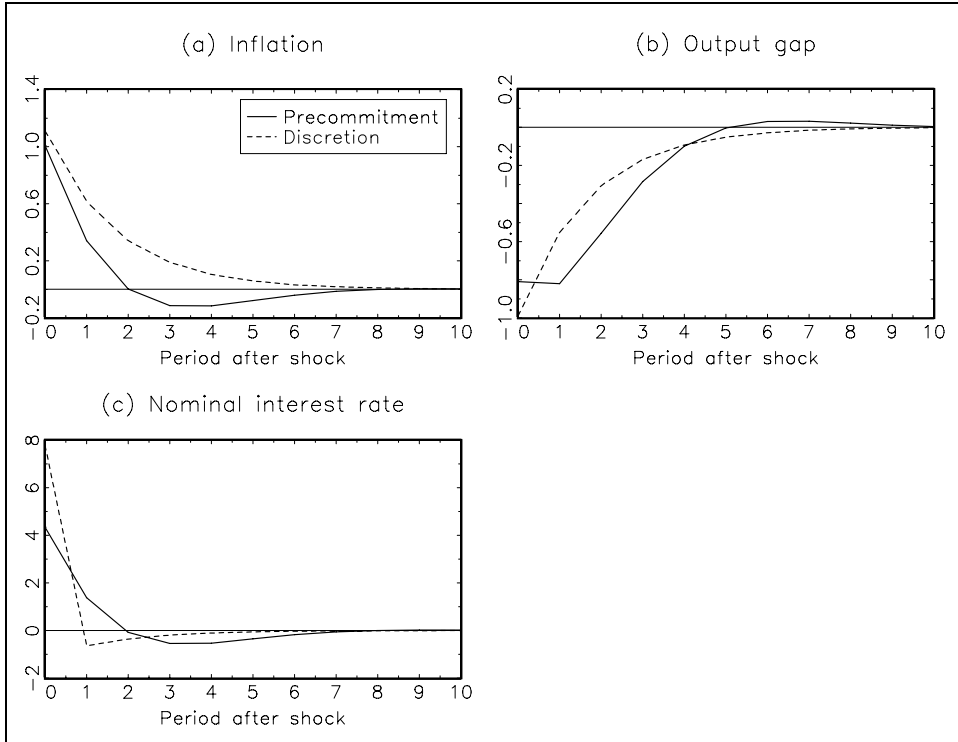 (a) Inflation
1.4
1.0
0.6
0.2
-0.2
Precommitment
Discretion
0 1 2 3 4 5 6 7 8 9 10
Period after shock
(b) Output gap
0.2
-0.2
-0.6
-1.0
0 1 2 3 4 5 6 7 8 9 10
Period after shock
(c) Nominal interest rate
8
6
4
2
0
-2
0 1 2 3 4 5 6 7 8 9 10
Period after shock